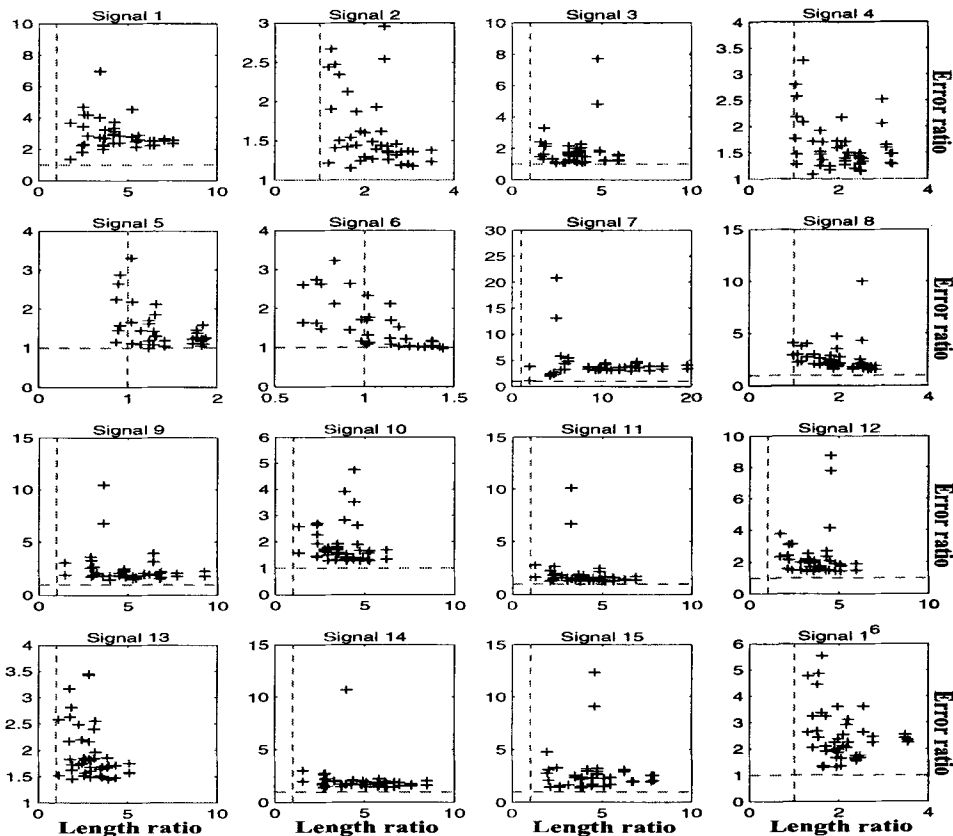 Signal 1 Signal 2 Signal 3 Signal 4
10 3 10 4
8 2.5 8 3.5
6 2 6 3
4 1.5 4 2.5
2 1 2 2
0 0 1.5
1
0 5 10 2 4 0 5 10 0 2 4
Error ratio
Signal 5 Signal 6 Signal 7 Signal 8
4 4 30 15
3 3 25 10
2 2 20 5
1 1 15 0
0 0 10
5
0
0 1 2 0.5 1 1.5 0 10 20 0 2 4
Error ratio
Signal 9 Signal 10 Signal 11 Signal 12
15 6 15 10
10 5 10 8
5 4 5 6
0 3 0 4
2 2
1 0
0
0 5 10 0 5 10 0 5 10 0 5 10
Error ratio
Signal 13 Signal 14 Signal 15 Signal 16
4 15 15 6
3.5 10 10 5
3 5 5 4
2.5 0 0 3
2 2
1.5 1
1 0
0 5 10 0 5 10 0 5 10 0 2 4
Error ratio
Length ratio Length ratio Length ratio Length ratio